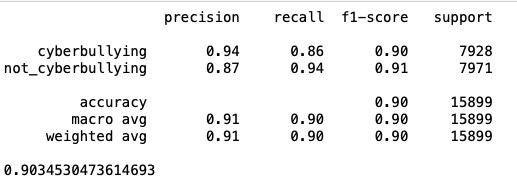 precision recall f1-score support
cyberbullying 0.94 0.86 0.90 7928
not_cyberbullying 0.87 0.94 0.91 7971
accuracy 0.90 15899
macro avg 0.91 0.90 0.90 15899
weighted avg 0.91 0.90 0.90 15899
0.9034530473614693